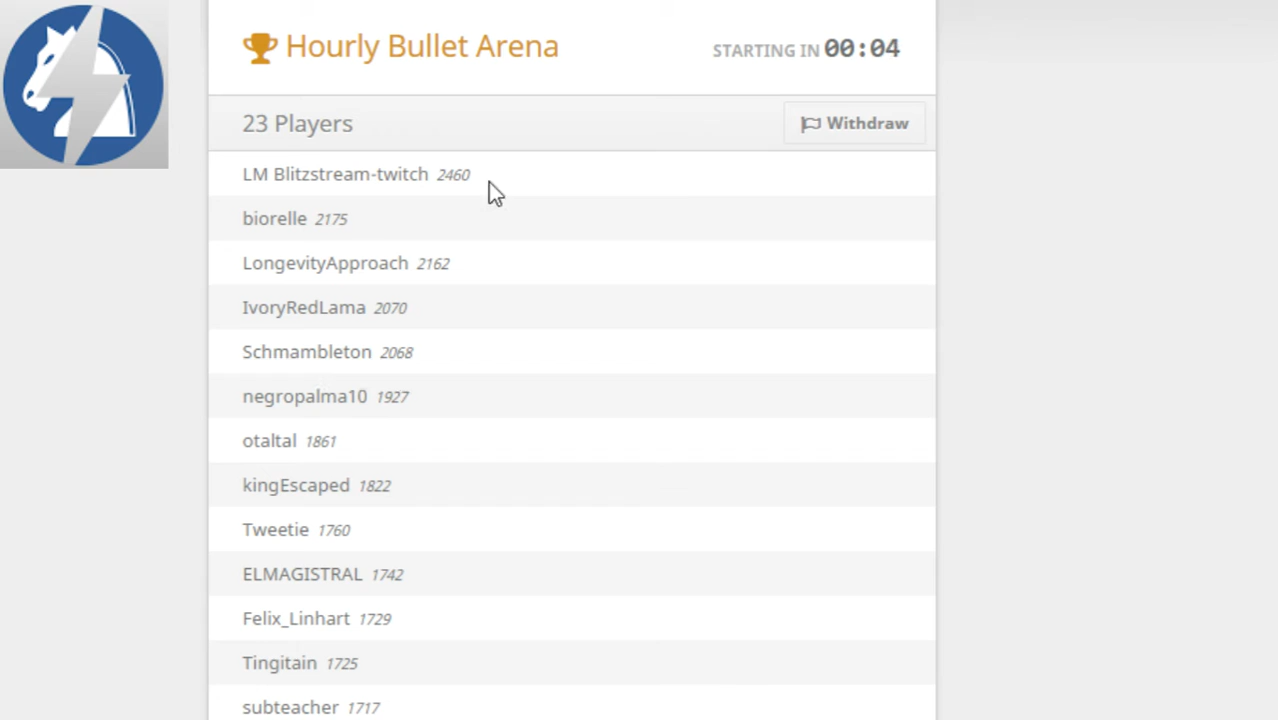 Hourly Bullet Arena
STARTING IN 00:04
23 Players
Withdraw
LM Blitzstream-twitch 2460
biorelle 2175
LongevityApproach 2162
IvoryRedLama 2070
Schmambleton 2068
negropalma10 1927
otaltal 1861
kingEscaped 1822
Tweetie 1760
ELMAGISTRAL 1742
Felix_Linhart 1729
Tingitain 1725
subteacher 1717